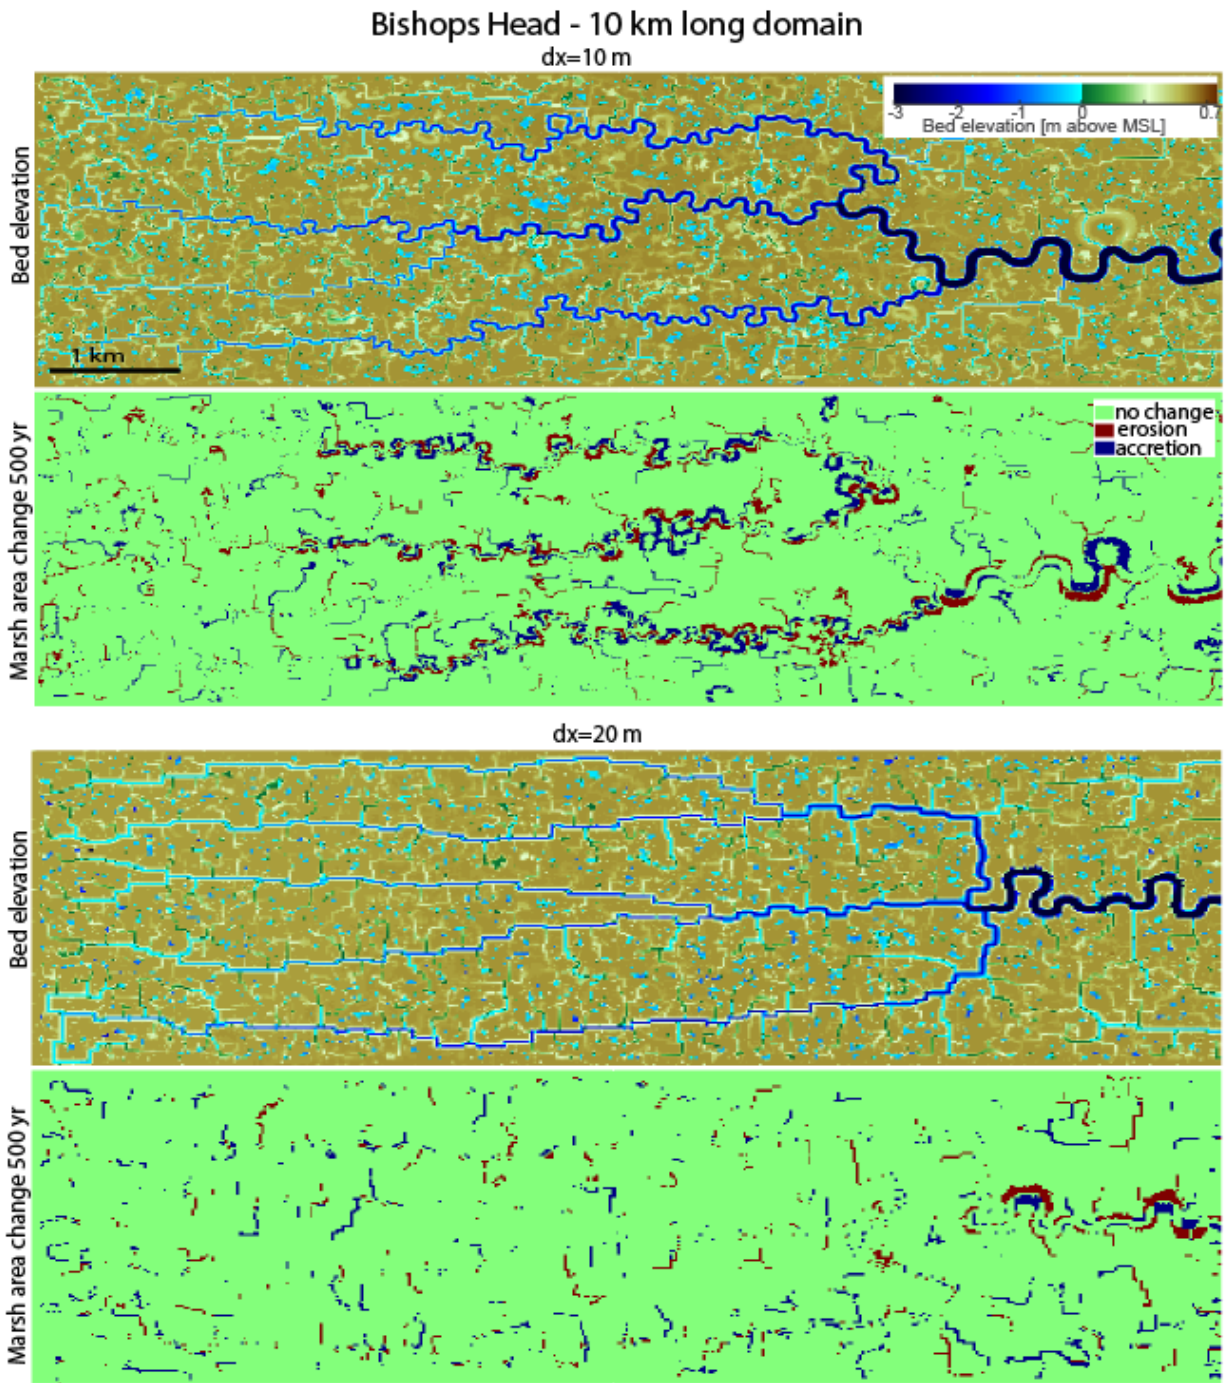 Bishops Head - 10 km long domain
dx=10 m
Bed elevation
-3 -2 -1 0 0.7
Bed elevation [m above MSL]
1 km
Marsh area change 500 yr
no change
erosion
accretion
dx=20 m
Bed elevation
Marsh area change 500 yr